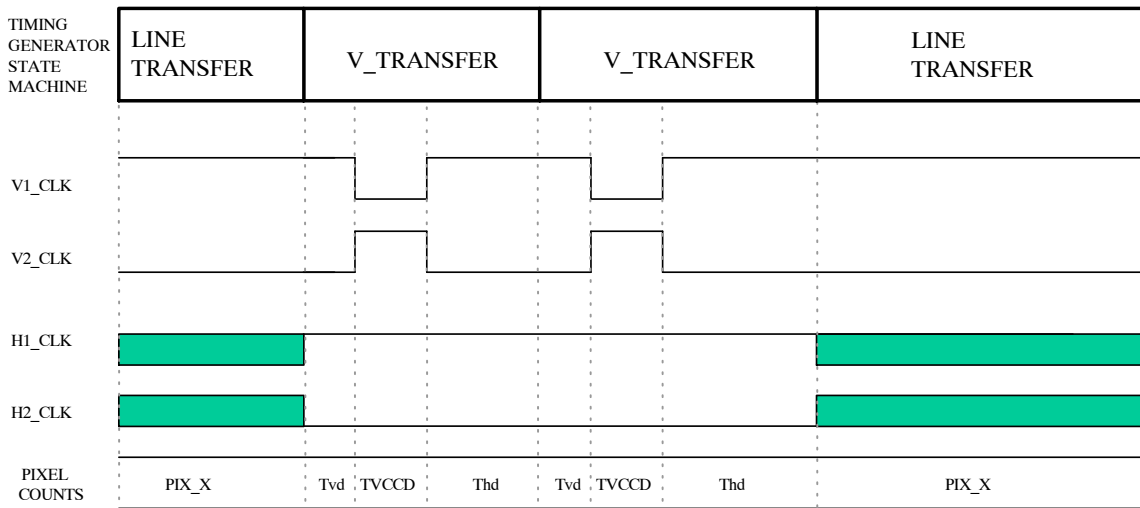 TIMING
GENERATOR
STATE
MACHINE
LINE
TRANSFER
V_TRANSFER
V_TRANSFER
LINE
TRANSFER
V1_CLK
V2_CLK
H1_CLK
H2_CLK
PIXEL
COUNTS
PIX_X
Tvd
TVCCD
Thd
Tvd
TVCCD
Thd
PIX_X